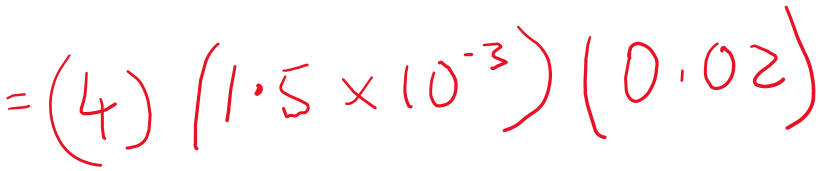 = (4) (1.5 × 10⁻³) (0.02)